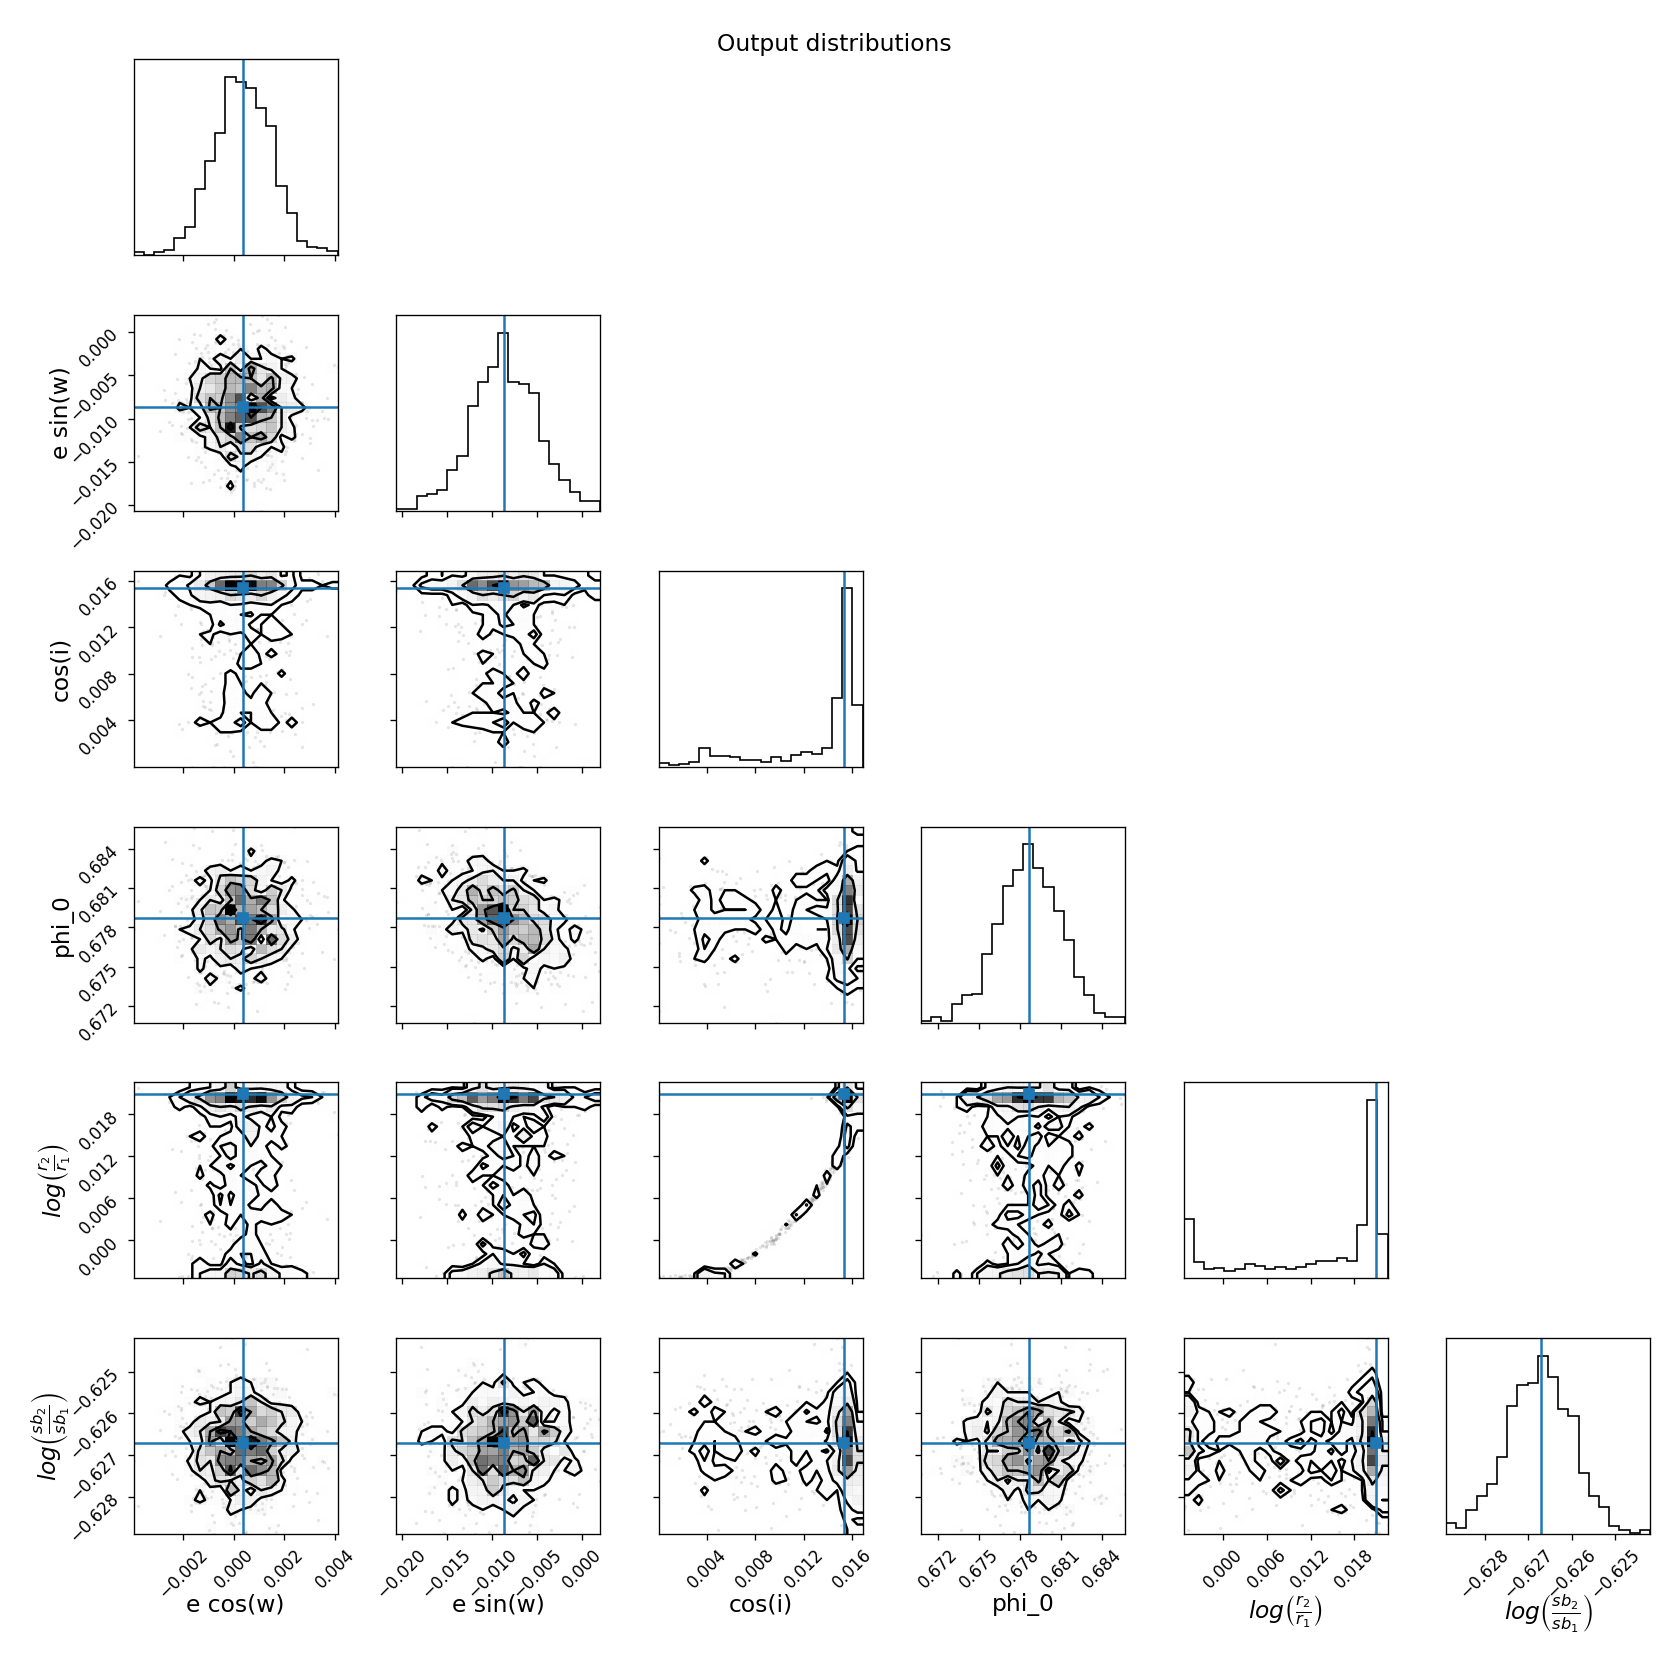 Output distributions
e sin(w)
0.000
−0.005
−0.010
−0.015
−0.020
cos(i)
0.016
0.012
0.008
0.004
phi_0
0.684
0.681
0.678
0.675
0.672
log(r2/r1)
0.018
0.012
0.006
0.000
log(sb2/sb1)
−0.625
−0.626
−0.627
−0.628
−0.002 0.000 0.002 0.004 −0.020 −0.015 −0.010 −0.005 0.000 0.004 0.008 0.012 0.016 0.672 0.675 0.678 0.681 0.684 0.000 0.006 0.012 0.018 −0.628 −0.627 −0.626 −0.625
e cos(w) e sin(w) cos(i) phi_0 log(r2/r1) log(sb2/sb1)